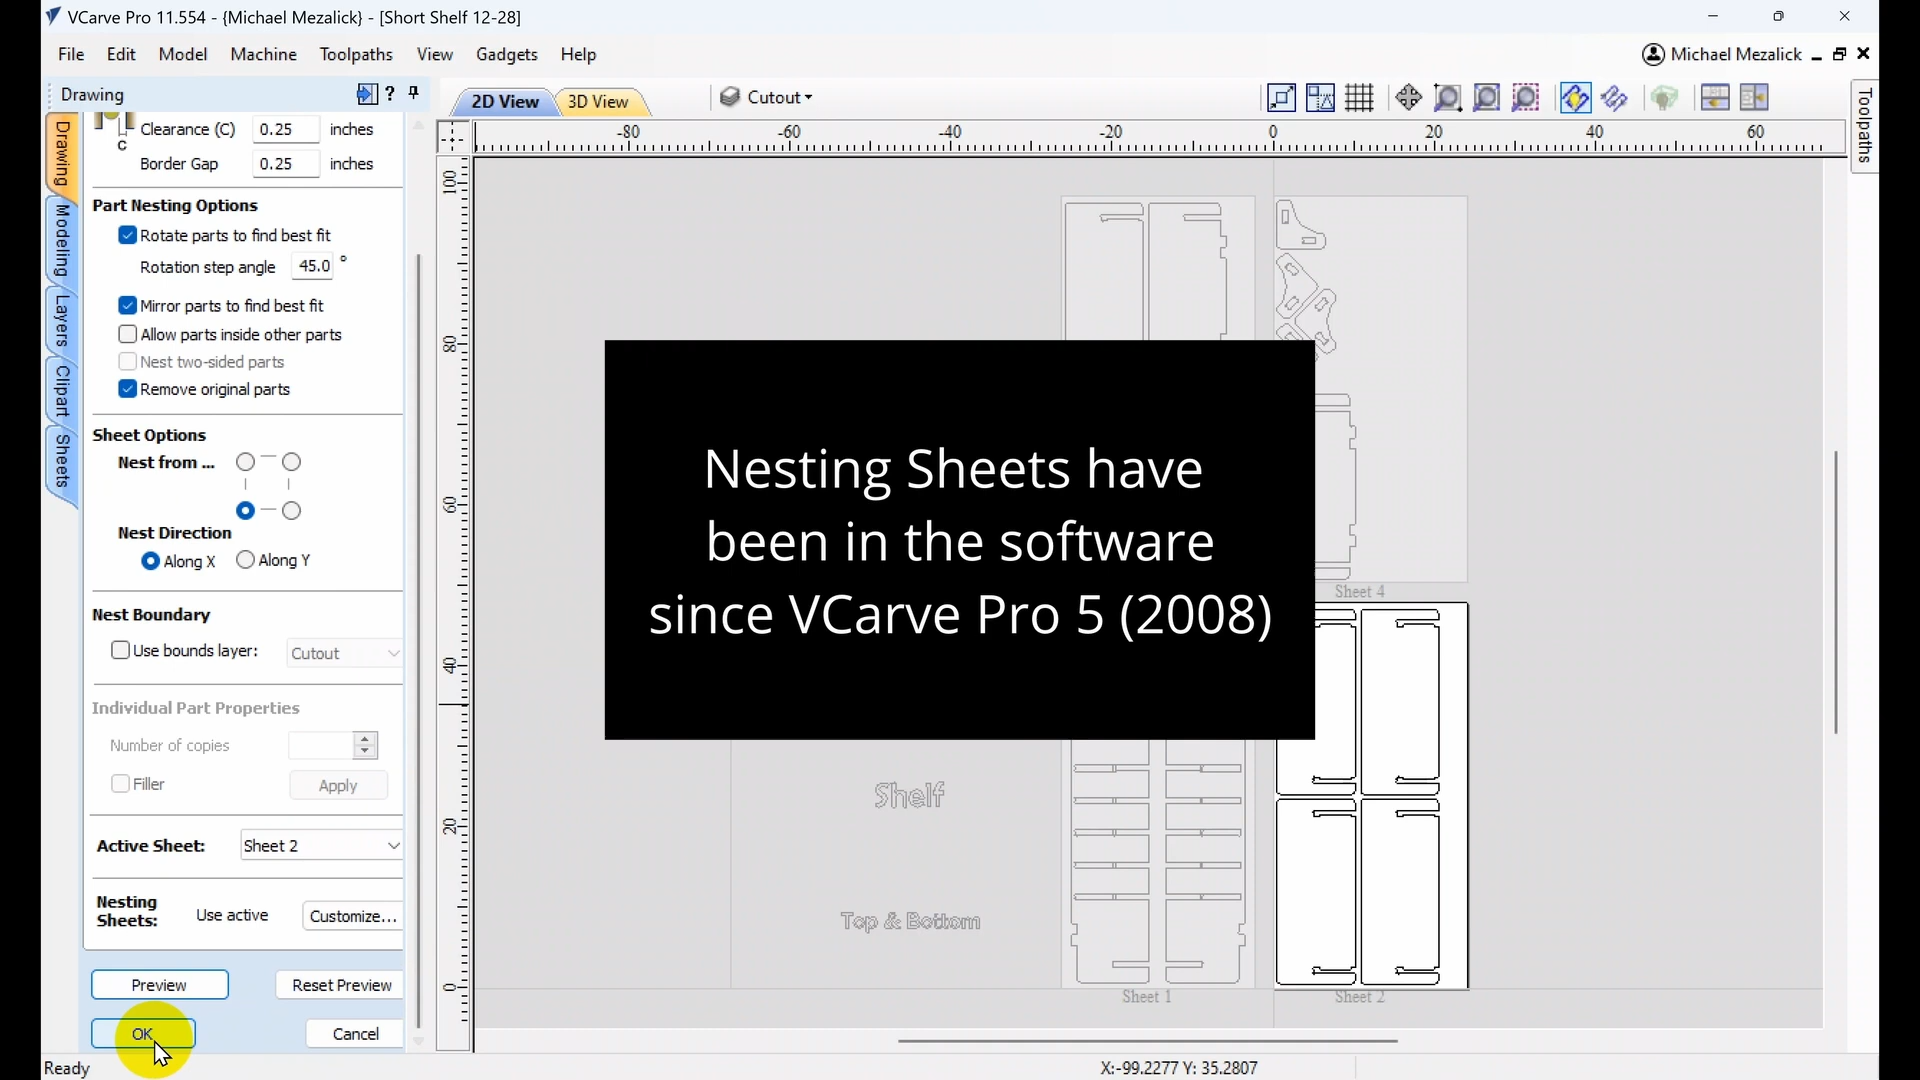 VCarve Pro 11.554 - {Michael Mezalick} - [Short Shelf 12-28]
File Edit Model Machine Toolpaths View Gadgets Help
Michael Mezalick
Drawing
?
2D View
3D View
Cutout
Toolpaths
Drawing
Modeling
Layers
Clipart
Sheets
C
Clearance (C) 0.25 inches
Border Gap 0.25 inches
Part Nesting Options
Rotate parts to find best fit
Rotation step angle 45.0 °
Mirror parts to find best fit
Allow parts inside other parts
Nest two-sided parts
Remove original parts
Sheet Options
Nest from ...
Nest Direction
Along X Along Y
Nest Boundary
Use bounds layer: Cutout
Individual Part Properties
Number of copies
Filler Apply
Active Sheet: Sheet 2
Nesting
Sheets: Use active Customize...
Preview Reset Preview
OK Cancel
-80 -60 -40 -20 0 20 40 60
100
80
60
40
20
0
Nesting Sheets have
been in the software
since VCarve Pro 5 (2008)
Sheet 4
Shelf
Top & Bottom
Sheet 1
Sheet 2
Ready
X:-99.2277 Y: 35.2807